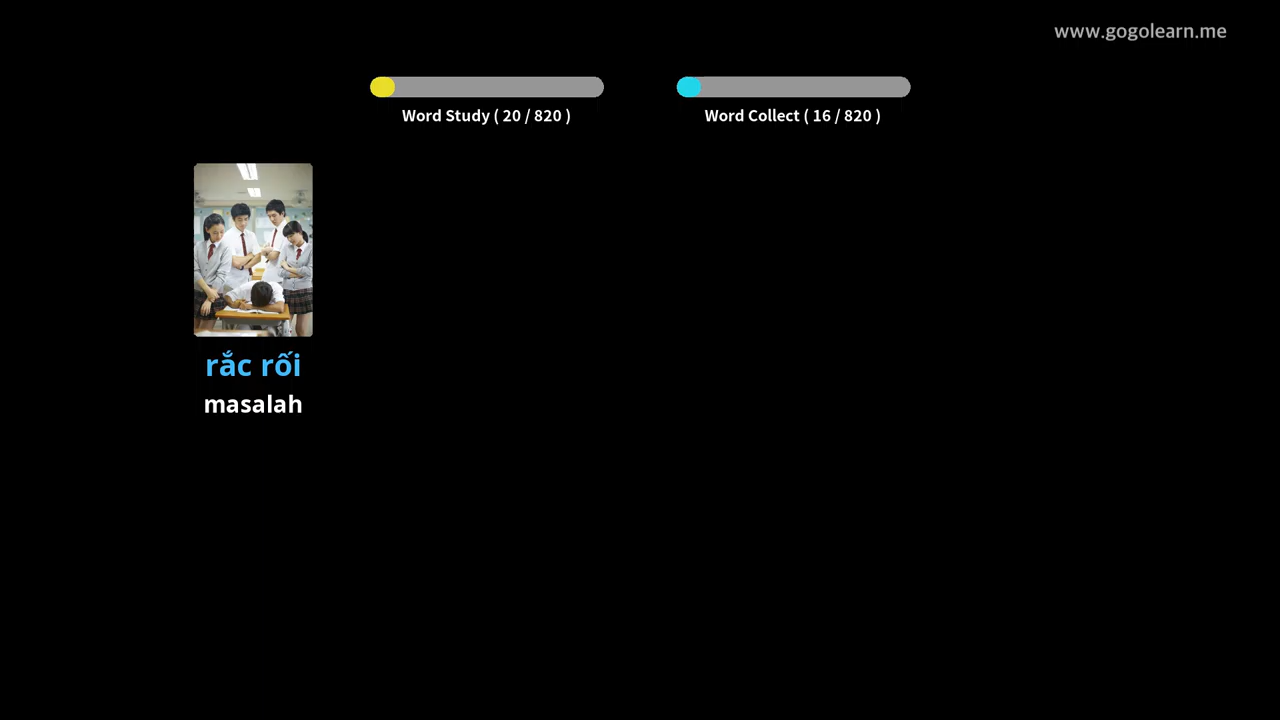 www.gogolearn.me
Word Study ( 20 / 820 )
Word Collect ( 16 / 820 )
rắc rối
masalah